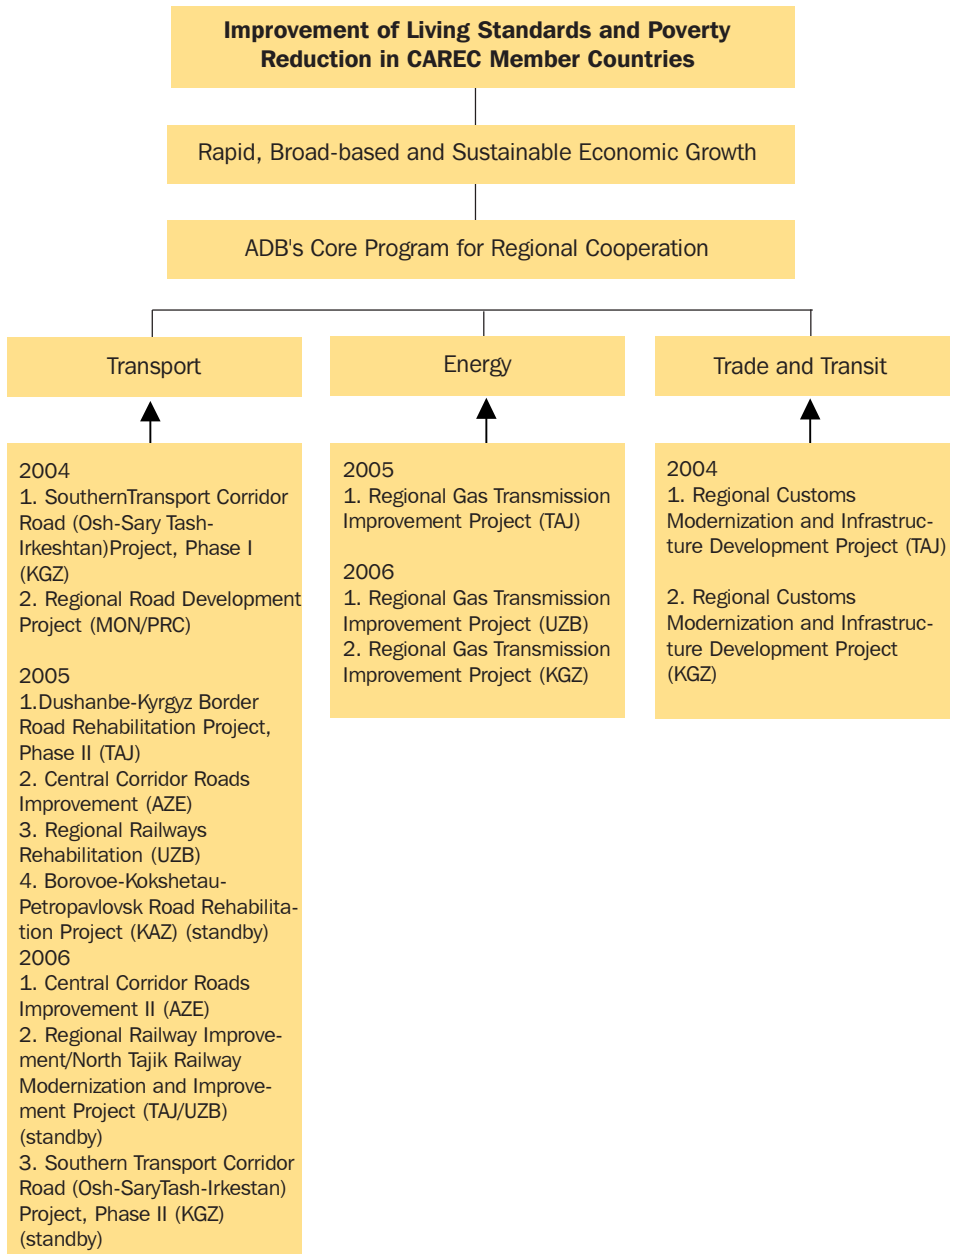 Improvement of Living Standards and Poverty
Reduction in CAREC Member Countries
Rapid, Broad-based and Sustainable Economic Growth
ADB's Core Program for Regional Cooperation
Transport
Energy
Trade and Transit
2004
1. SouthernTransport Corridor
Road (Osh-Sary Tash-
Irkeshtan)Project, Phase I
(KGZ)
2. Regional Road Development
Project (MON/PRC)
2005
1.Dushanbe-Kyrgyz Border
Road Rehabilitation Project,
Phase II (TAJ)
2. Central Corridor Roads
Improvement (AZE)
3. Regional Railways
Rehabilitation (UZB)
4. Borovoe-Kokshetau-
Petropavlovsk Road Rehabilita-
tion Project (KAZ) (standby)
2006
1. Central Corridor Roads
Improvement II (AZE)
2. Regional Railway Improve-
ment/North Tajik Railway
Modernization and Improve-
ment Project (TAJ/UZB)
(standby)
3. Southern Transport Corridor
Road (Osh-SaryTash-Irkestan)
Project, Phase II (KGZ)
(standby)
2005
1. Regional Gas Transmission
Improvement Project (TAJ)
2006
1. Regional Gas Transmission
Improvement Project (UZB)
2. Regional Gas Transmission
Improvement Project (KGZ)
2004
1. Regional Customs
Modernization and Infrastruc-
ture Development Project (TAJ)
2. Regional Customs
Modernization and Infrastruc-
ture Development Project
(KGZ)